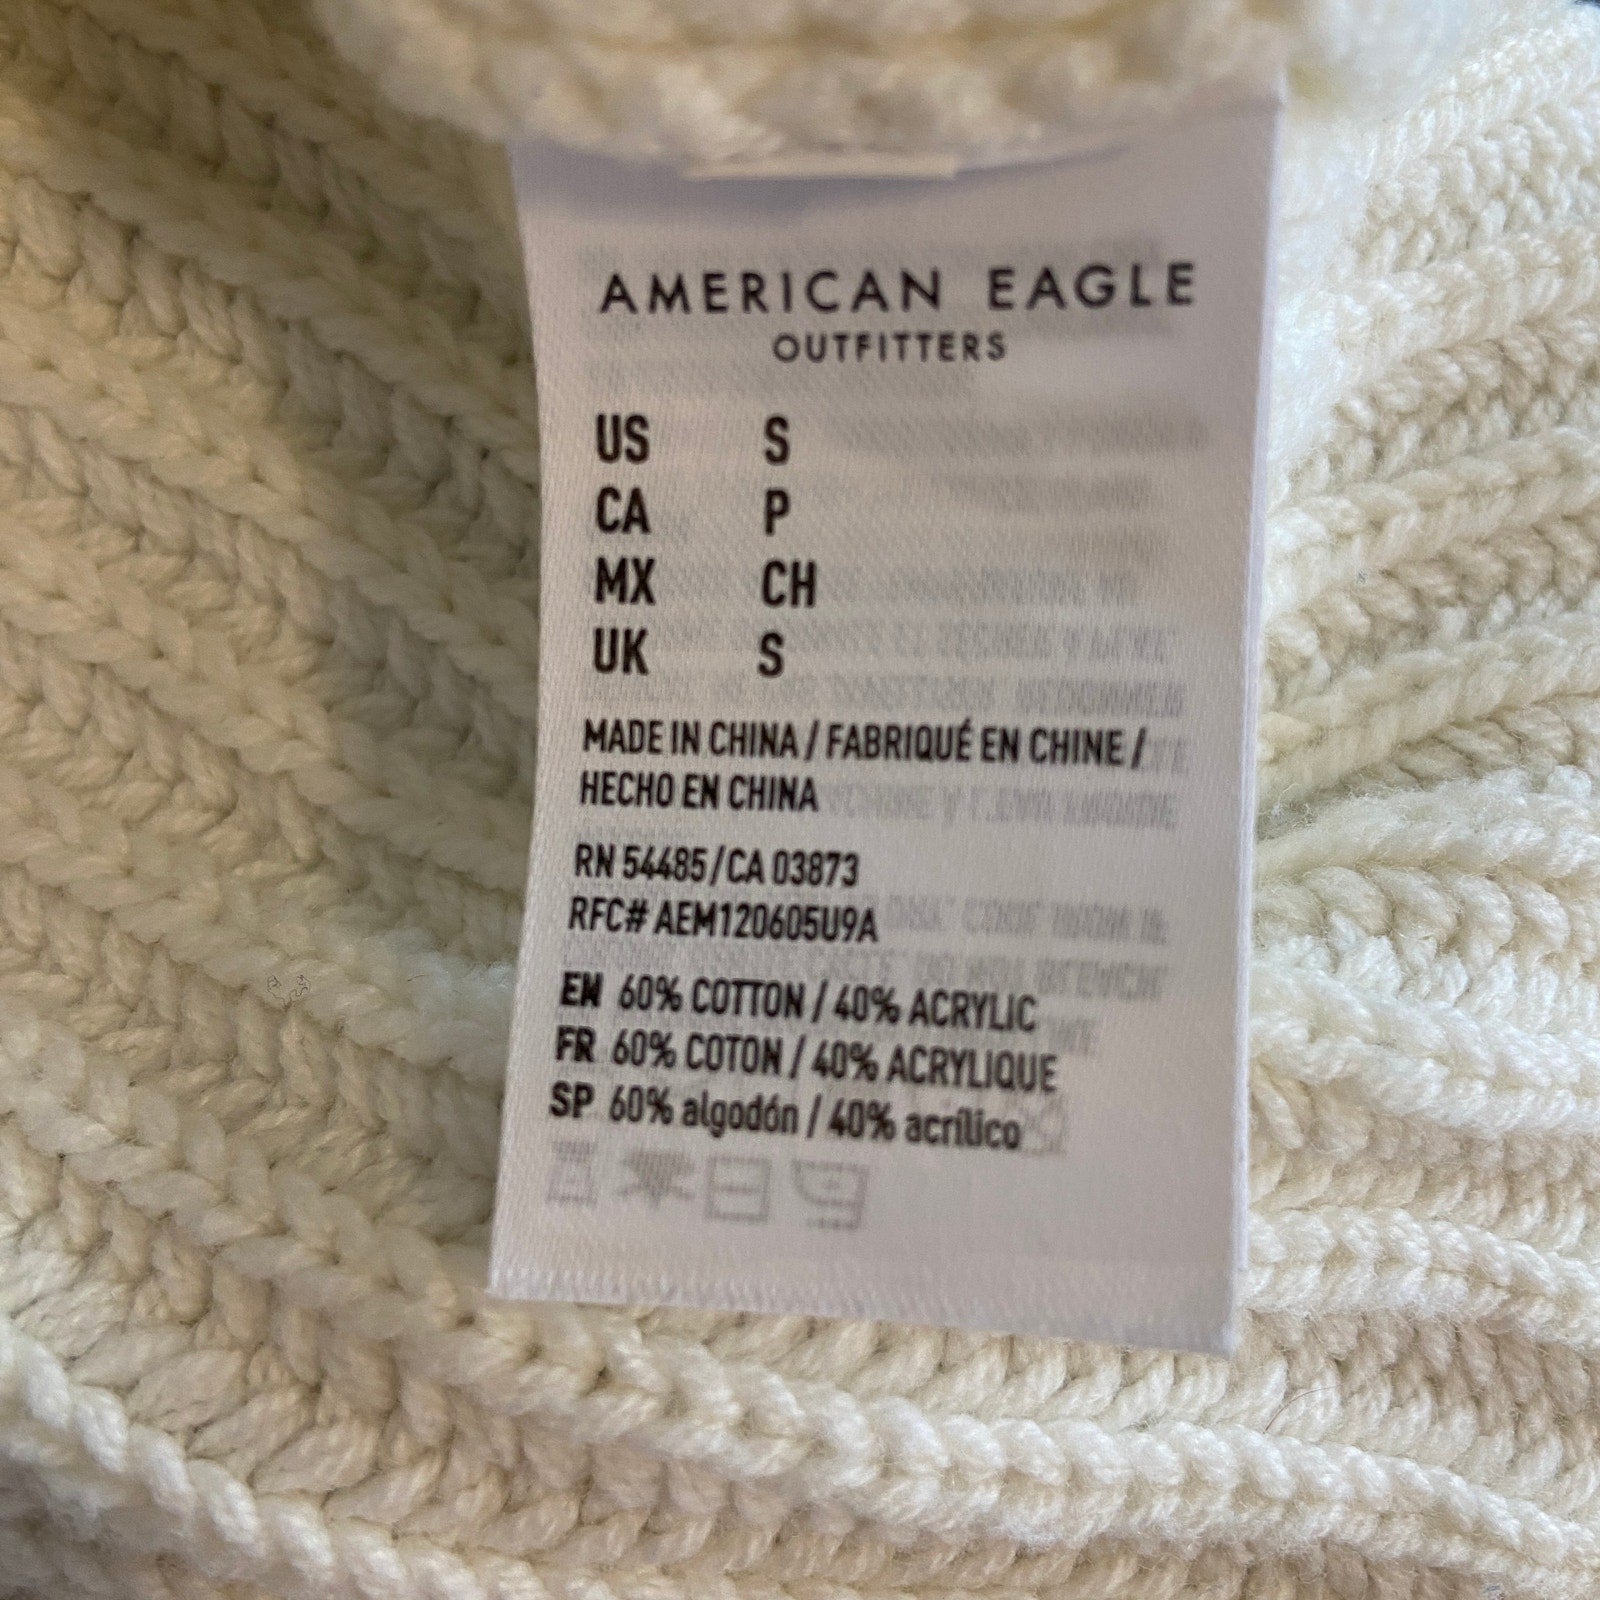 AMERICAN EAGLE
OUTFITTERS
US S
CA P
MX CH
UK S
MADE IN CHINA / FABRIQUÉ EN CHINE /
HECHO EN CHINA
RN 54485/CA 03873
RFC# AEM120605U9A
EN 60% COTTON / 40% ACRYLIC
FR 60% COTON / 40% ACRYLIQUE
SP 60% algodón / 40% acrílico